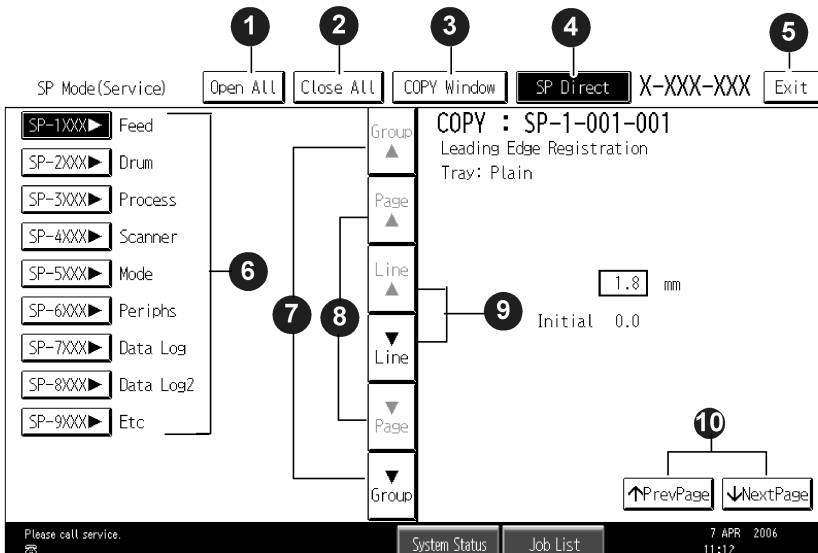 1 2 3 4 5
SP Mode(Service) Open All Close All COPY Window SP Direct X-XXX-XXX Exit
SP-1XXX▶ Feed
SP-2XXX▶ Drum
SP-3XXX▶ Process
SP-4XXX▶ Scanner
SP-5XXX▶ Mode
SP-6XXX▶ Periphs
SP-7XXX▶ Data Log
SP-8XXX▶ Data Log2
SP-9XXX▶ Etc
6
7
8
Group ▲
Page ▲
Line ▲
▼ Line
▼ Page
▼ Group
9
COPY : SP-1-001-001
Leading Edge Registration
Tray: Plain
1.8 mm
Initial 0.0
10
↑PrevPage ↓NextPage
Please call service.
System Status Job List
7 APR 2006
11:12